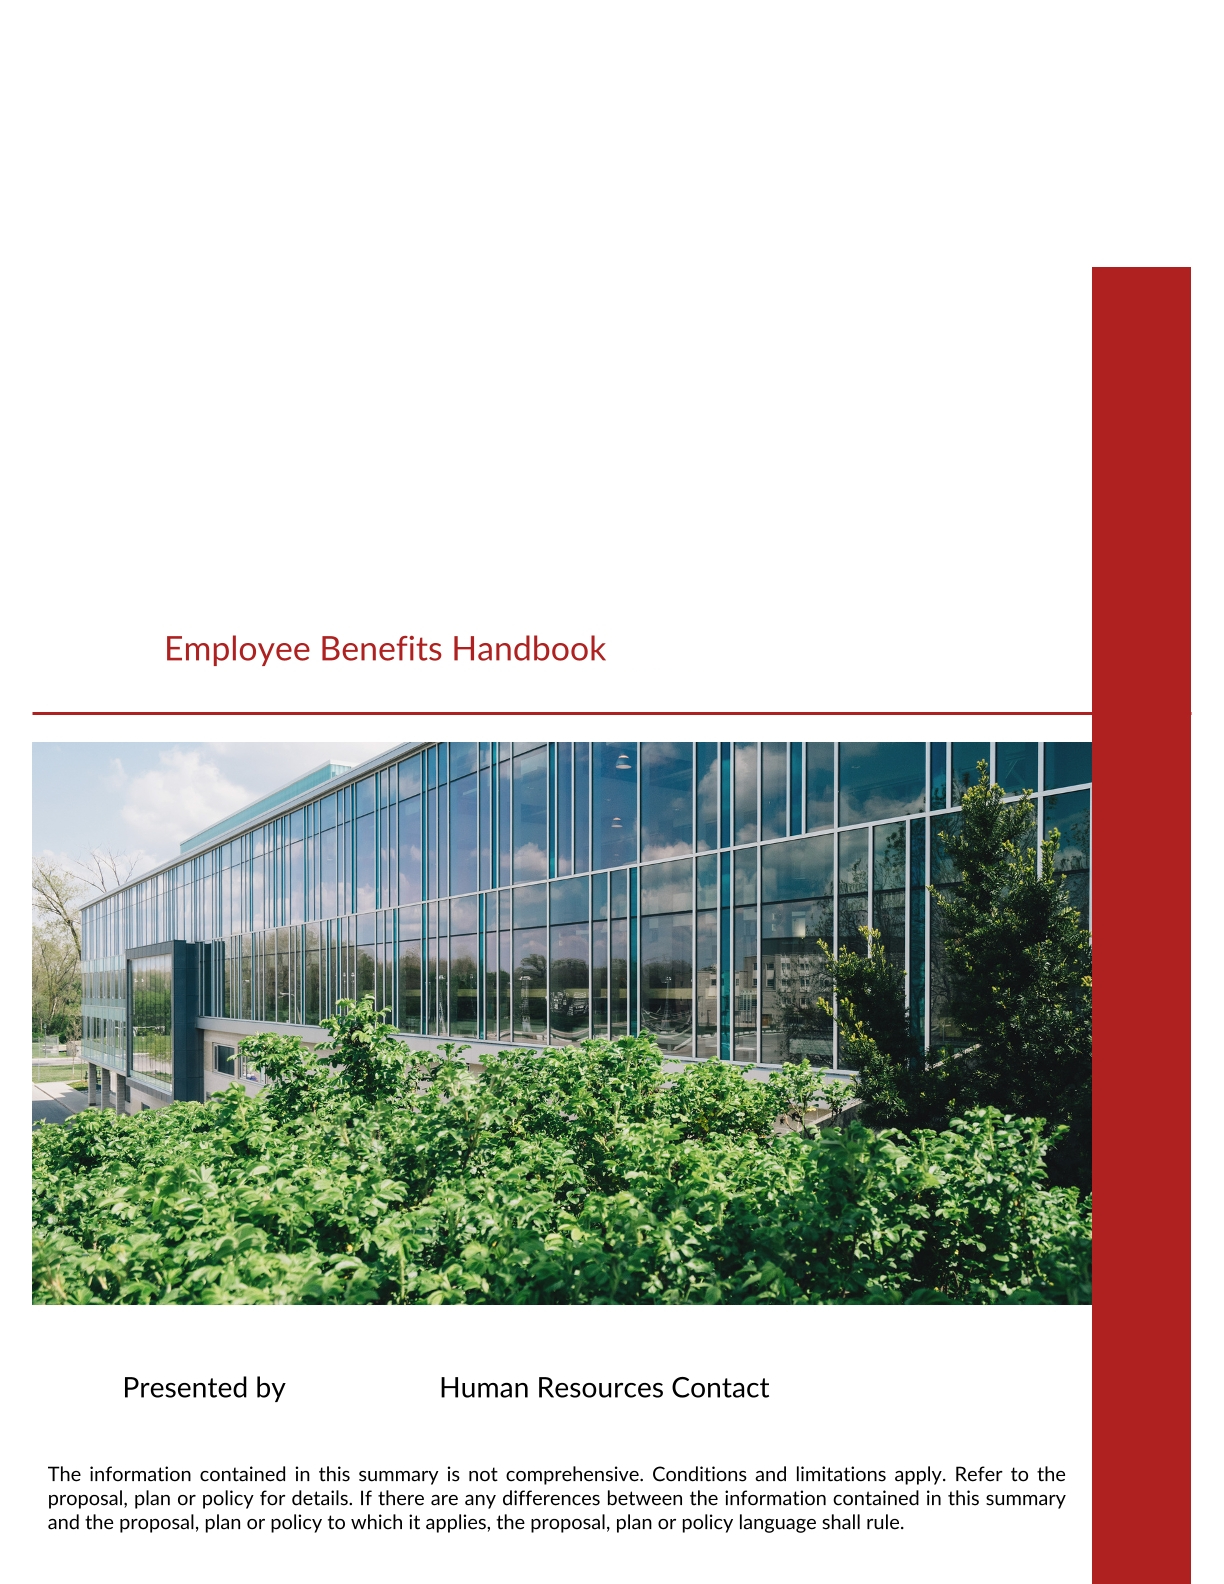 Employee Benefits Handbook
Presented by Human Resources Contact
The information contained in this summary is not comprehensive. Conditions and limitations apply. Refer to the
proposal, plan or policy for details. If there are any differences between the information contained in this summary
and the proposal, plan or policy to which it applies, the proposal, plan or policy language shall rule.